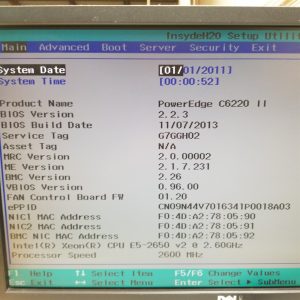 InsydeH20 Setup Utility
Main Advanced Boot Server Security Exit
System Date [01/01/2011]
System Time [00:00:52]
Product Name PowerEdge C6220 II
BIOS Version 2.2.3
BIOS Build Date 11/07/2013
Service Tag G7GGH02
Asset Tag N/A
MRC Version 2.0.00002
ME Version 2.1.7.231
BMC Version 2.26
VBIOS Version 0.96.00
FAN Control Board FW 01.20
ePPID CN09N44V7016341P0018A03
NIC1 MAC Address F0:4D:A2:78:05:90
NIC2 MAC Address F0:4D:A2:78:05:91
BMC NIC MAC Address F0:4D:A2:78:05:92
Intel(R) Xeon(R) CPU E5-2650 v2 @ 2.60GHz
Processor Speed 2600 MHz
F1 Help Select Item F5/F6 Change Values
Esc Exit Select Menu Enter Select ▸ SubMenu
DELL